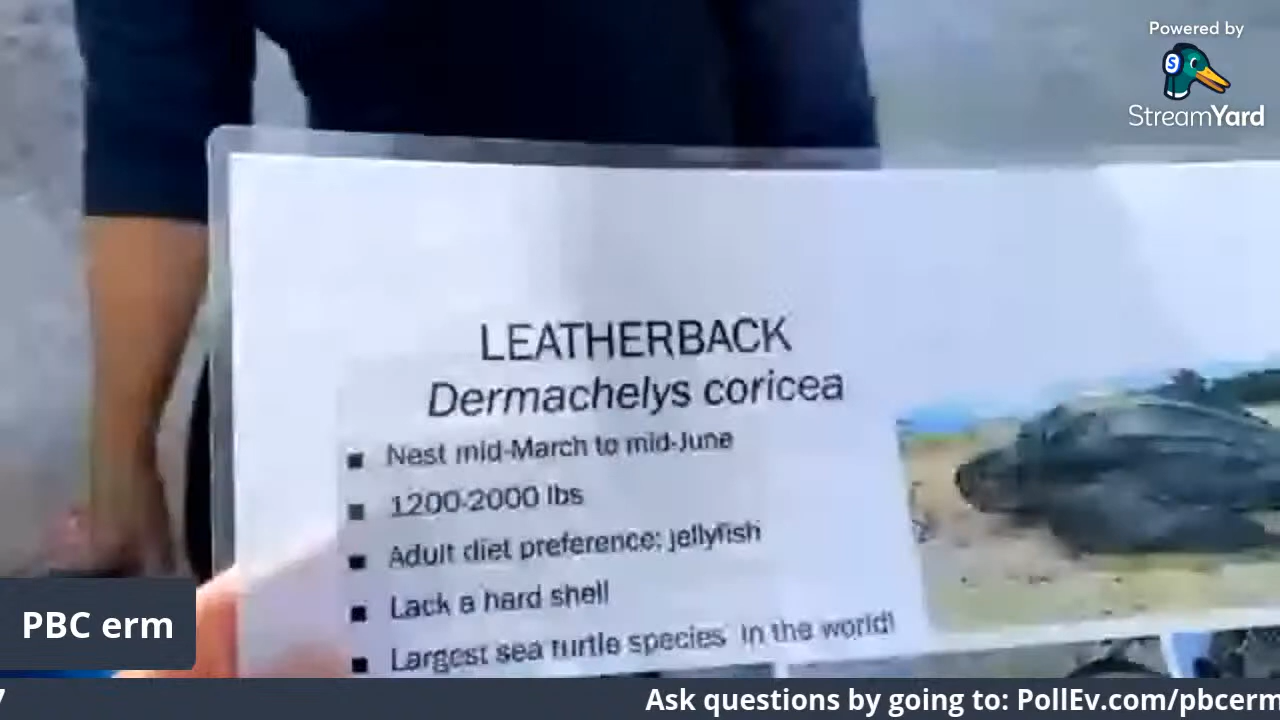 Powered by
StreamYard
LEATHERBACK
Dermachelys coricea
Nest mid-March to mid-June
1200-2000 lbs
Adult diet preference: jellyfish
Lack a hard shell
Largest sea turtle species in the world!
PBC erm
Ask questions by going to: PollEv.com/pbcerm